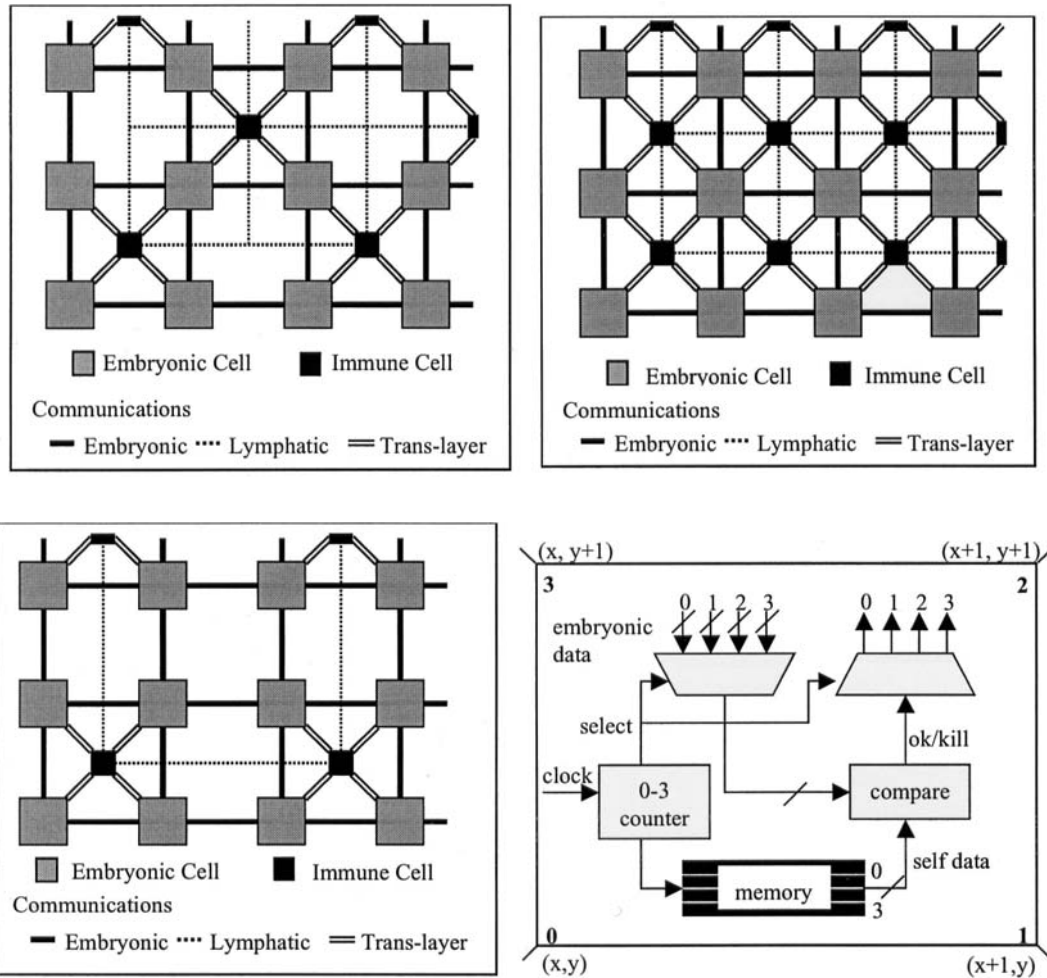 Embryonic Cell Immune Cell
Communications
Embryonic Lymphatic Trans-layer
Embryonic Cell Immune Cell
Communications
Embryonic Lymphatic Trans-layer
Embryonic Cell Immune Cell
Communications
Embryonic Lymphatic Trans-layer
(x, y+1) (x+1, y+1)
3 2
0 1 2 3 0 1 2 3
embryonic
data
select
ok/kill
clock
0-3
counter
compare
self data
memory
0
3
0 1
(x,y) (x+1,y)